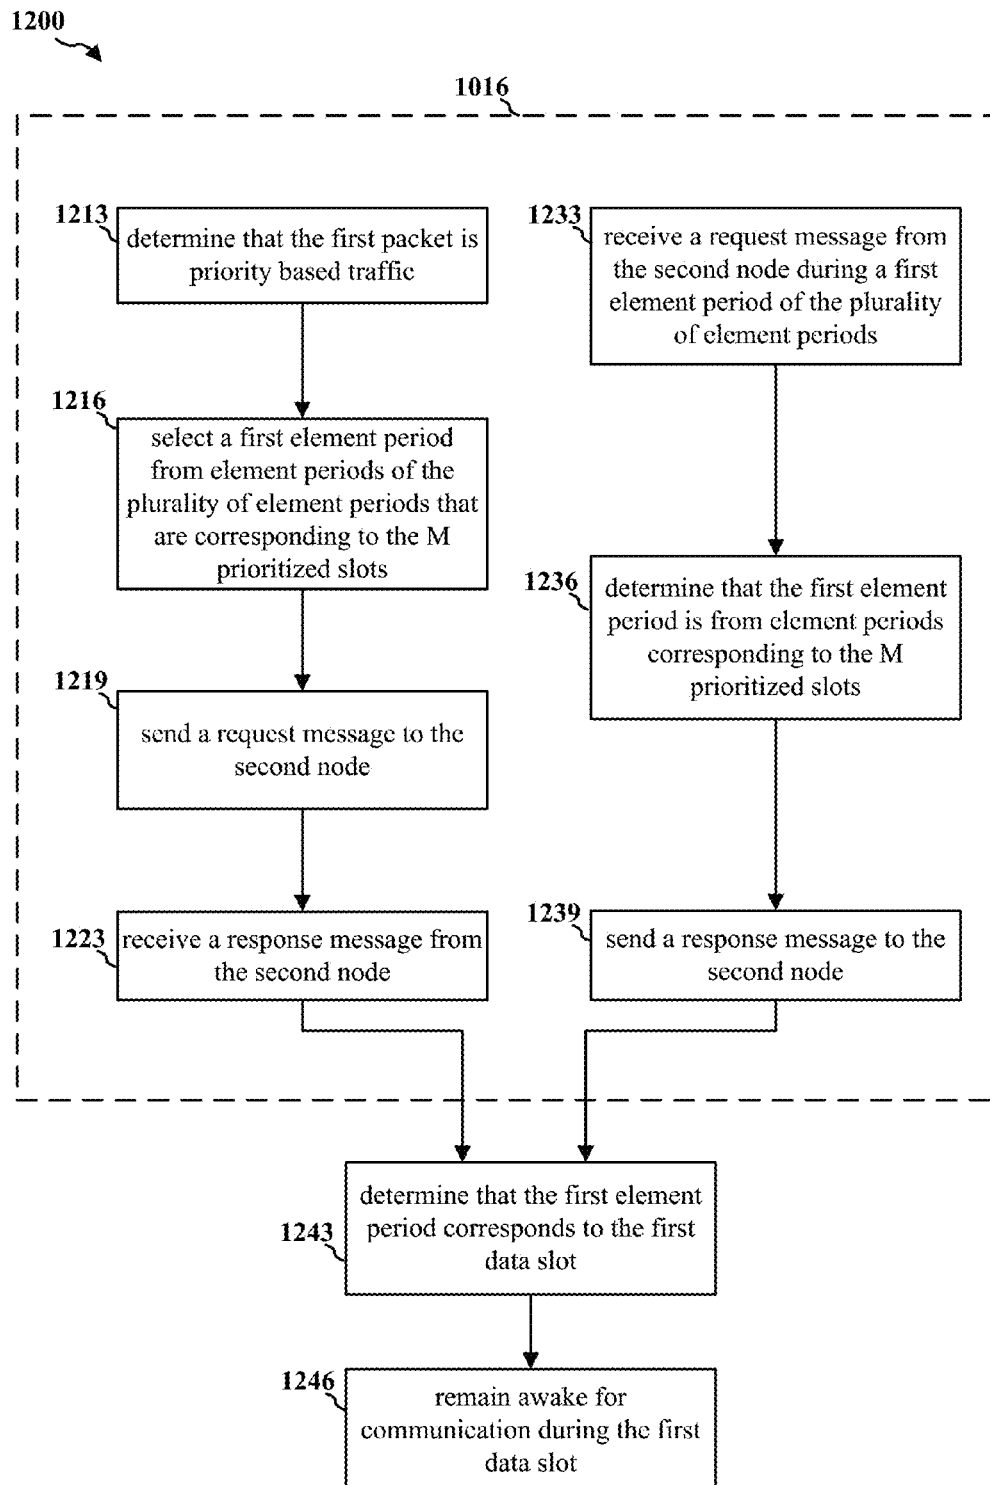 1200
1016
1213
determine that the first packet is
priority based traffic
1216
select a first element period
from element periods of the
plurality of element periods that
are corresponding to the M
prioritized slots
1219
send a request message to the
second node
1223
receive a response message from
the second node
1233
receive a request message from
the second node during a first
element period of the plurality
of element periods
1236
determine that the first element
period is from element periods
corresponding to the M
prioritized slots
1239
send a response message to the
second node
1243
determine that the first element
period corresponds to the first
data slot
1246
remain awake for
communication during the first
data slot